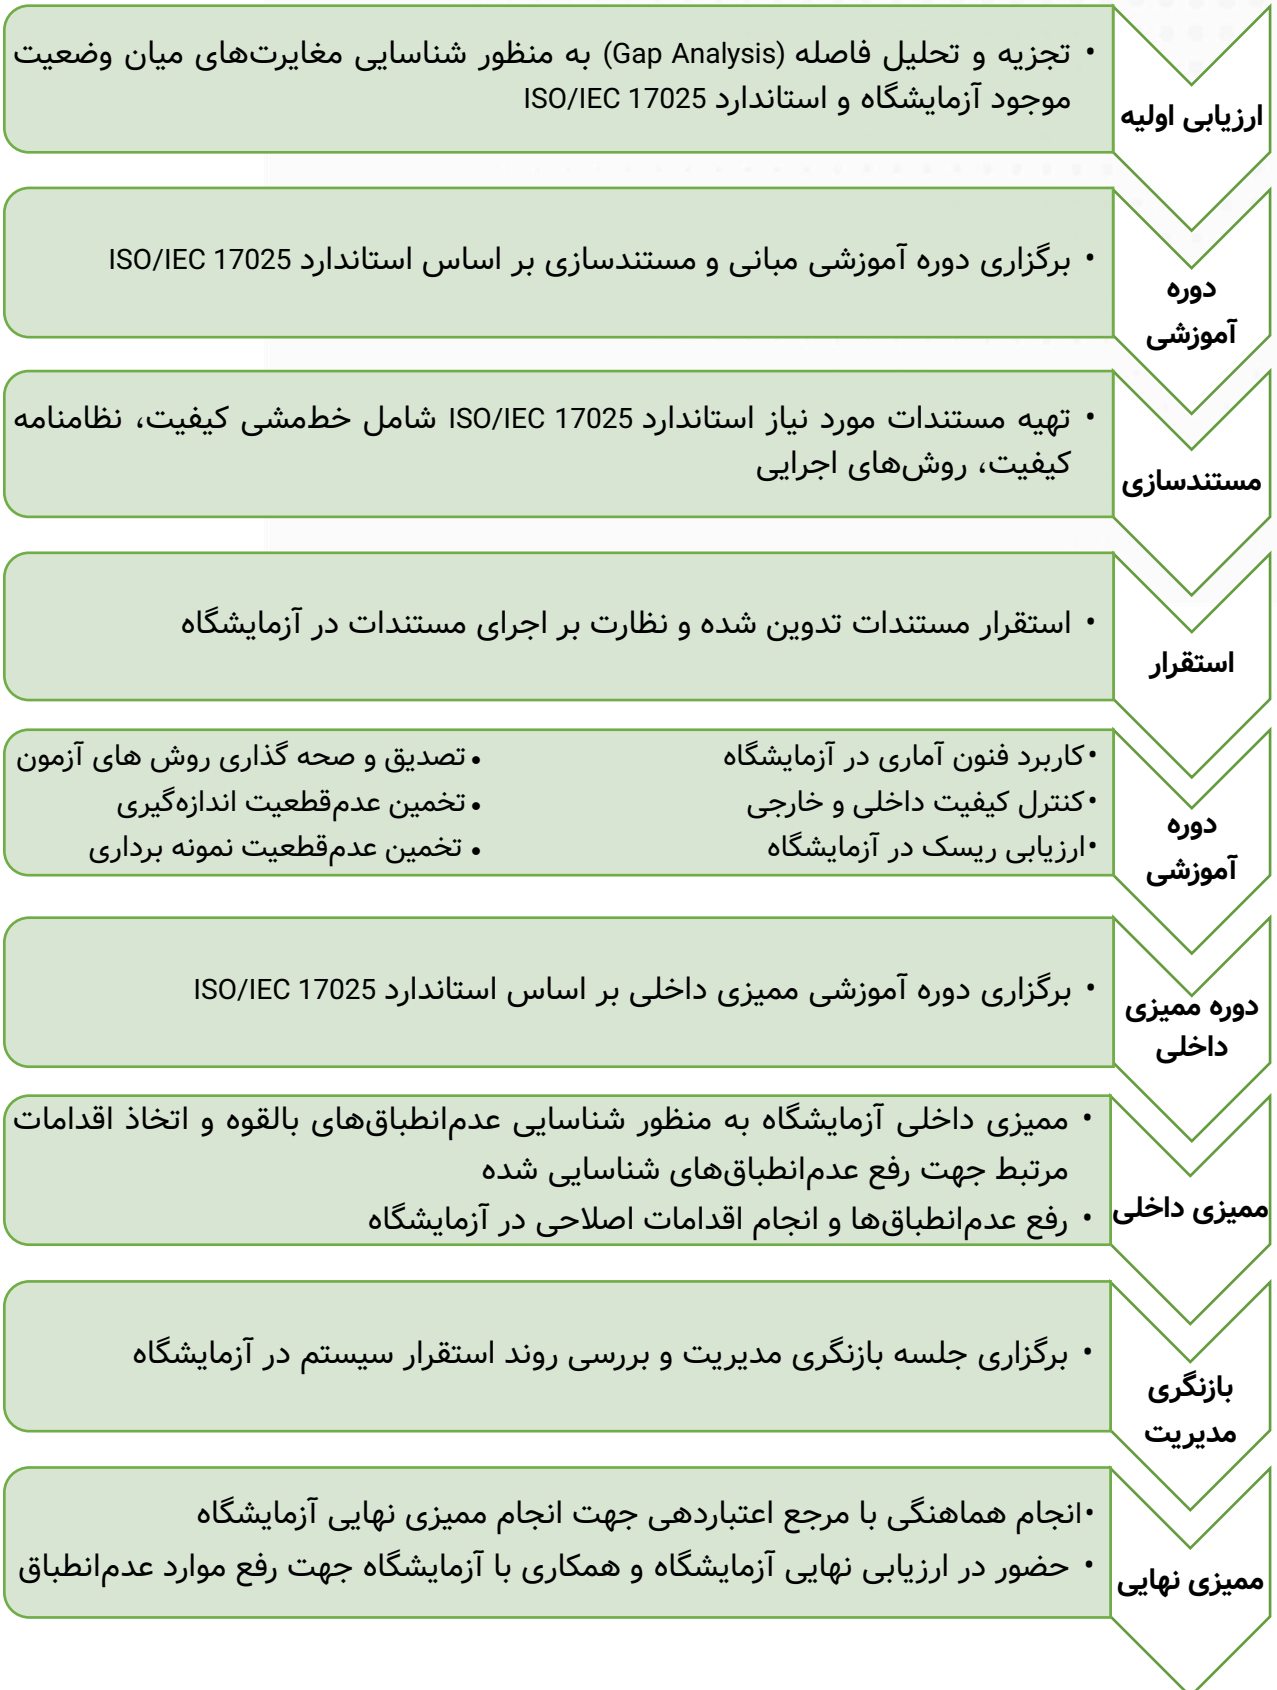 ارزیابی اولیه
• تجزیه و تحلیل فاصله (Gap Analysis) به منظور شناسایی مغایرت‌های میان وضعیت
موجود آزمایشگاه و استاندارد ISO/IEC 17025
دوره
آموزشی
• برگزاری دوره آموزشی مبانی و مستندسازی بر اساس استاندارد ISO/IEC 17025
مستندسازی
• تهیه مستندات مورد نیاز استاندارد ISO/IEC 17025 شامل خط‌مشی کیفیت، نظامنامه
کیفیت، روش‌های اجرایی
استقرار
• استقرار مستندات تدوین شده و نظارت بر اجرای مستندات در آزمایشگاه
دوره
آموزشی
•کاربرد فنون آماری در آزمایشگاه
•کنترل کیفیت داخلی و خارجی
•ارزیابی ریسک در آزمایشگاه
• تصدیق و صحه گذاری روش های آزمون
• تخمین عدم‌قطعیت اندازه‌گیری
• تخمین عدم‌قطعیت نمونه برداری
دوره ممیزی
داخلی
• برگزاری دوره آموزشی ممیزی داخلی بر اساس استاندارد ISO/IEC 17025
ممیزی داخلی
• ممیزی داخلی آزمایشگاه به منظور شناسایی عدم‌انطباق‌های بالقوه و اتخاذ اقدامات
مرتبط جهت رفع عدم‌انطباق‌های شناسایی شده
• رفع عدم‌انطباق‌ها و انجام اقدامات اصلاحی در آزمایشگاه
بازنگری
مدیریت
• برگزاری جلسه بازنگری مدیریت و بررسی روند استقرار سیستم در آزمایشگاه
ممیزی نهایی
•انجام هماهنگی با مرجع اعتباردهی جهت انجام ممیزی نهایی آزمایشگاه
• حضور در ارزیابی نهایی آزمایشگاه و همکاری با آزمایشگاه جهت رفع موارد عدم‌انطباق